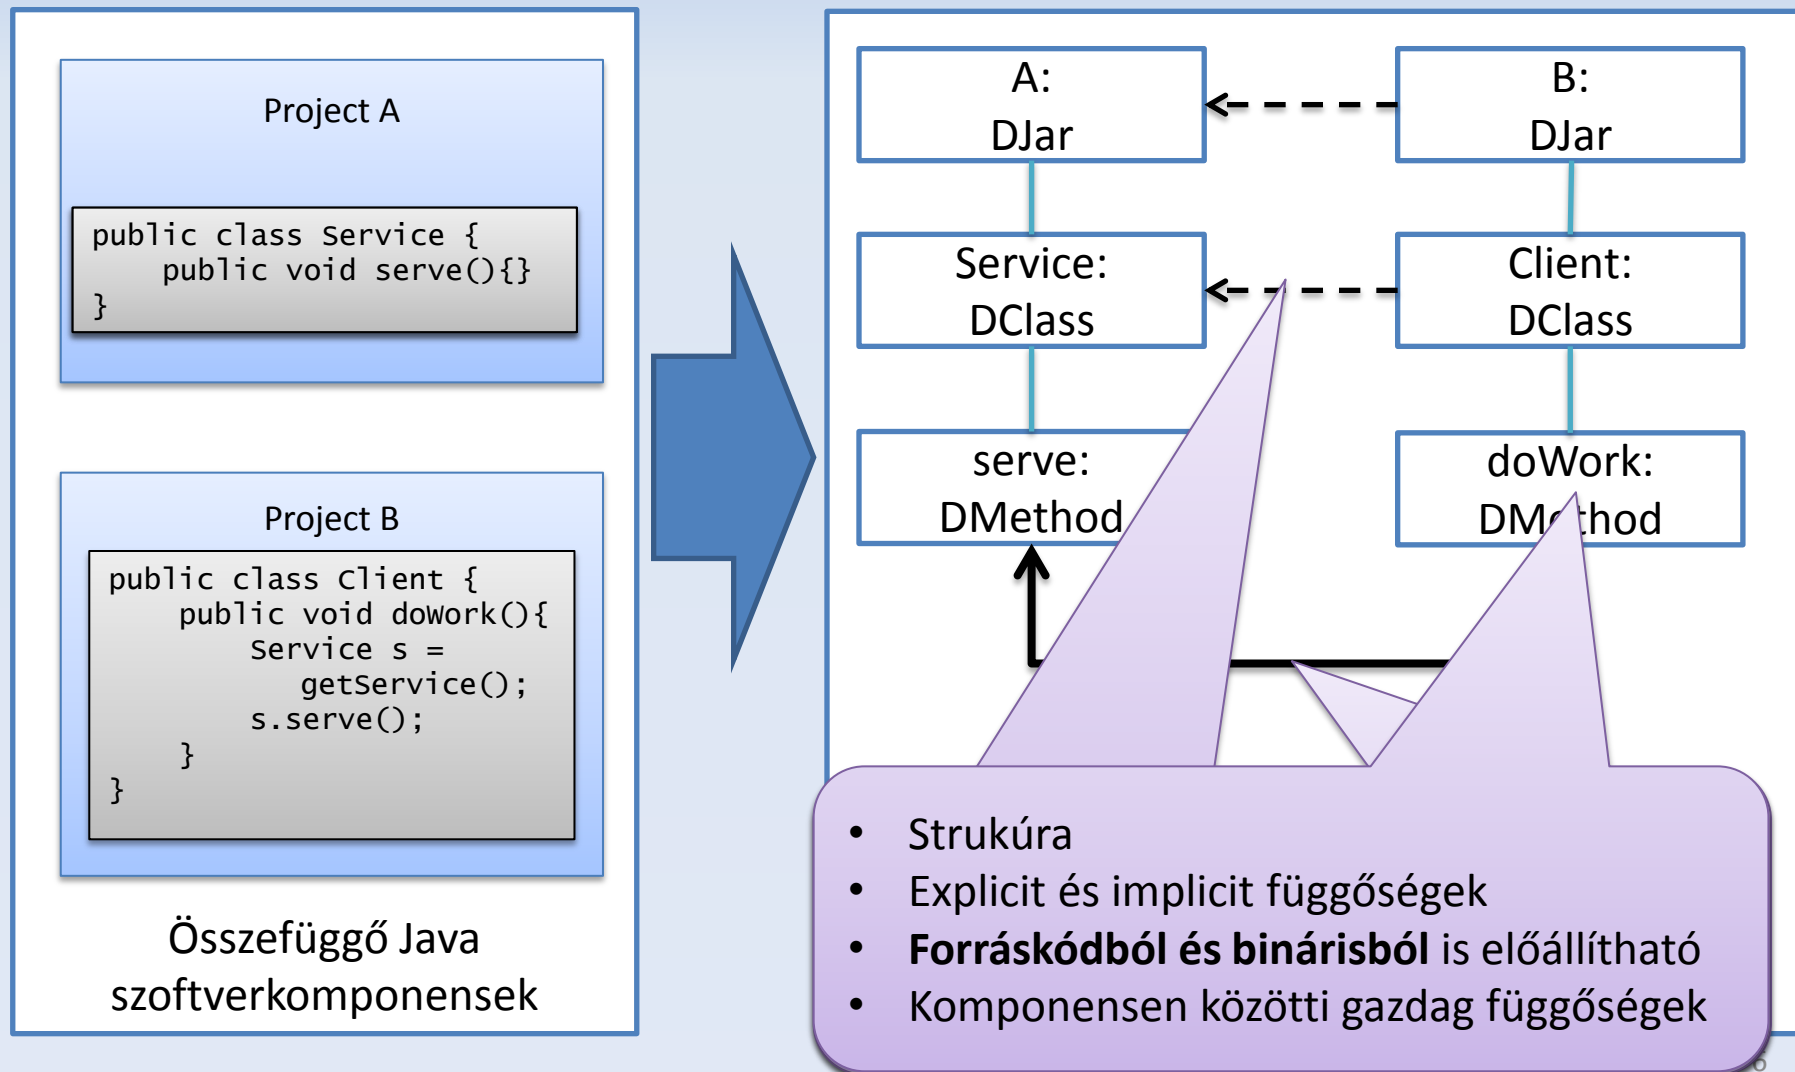 Project A
public class Service {
    public void serve(){}
}
Project B
public class Client {
    public void doWork(){
        Service s =
           getService();
        s.serve();
    }
}
Összefüggő Java
szoftverkomponensek
A:
DJar
B:
DJar
Service:
DClass
Client:
DClass
serve:
DMethod
doWork:
DMethod
• Strukúra
• Explicit és implicit függőségek
• Forráskódból és binárisból is előállítható
• Komponensen közötti gazdag függőségek
6